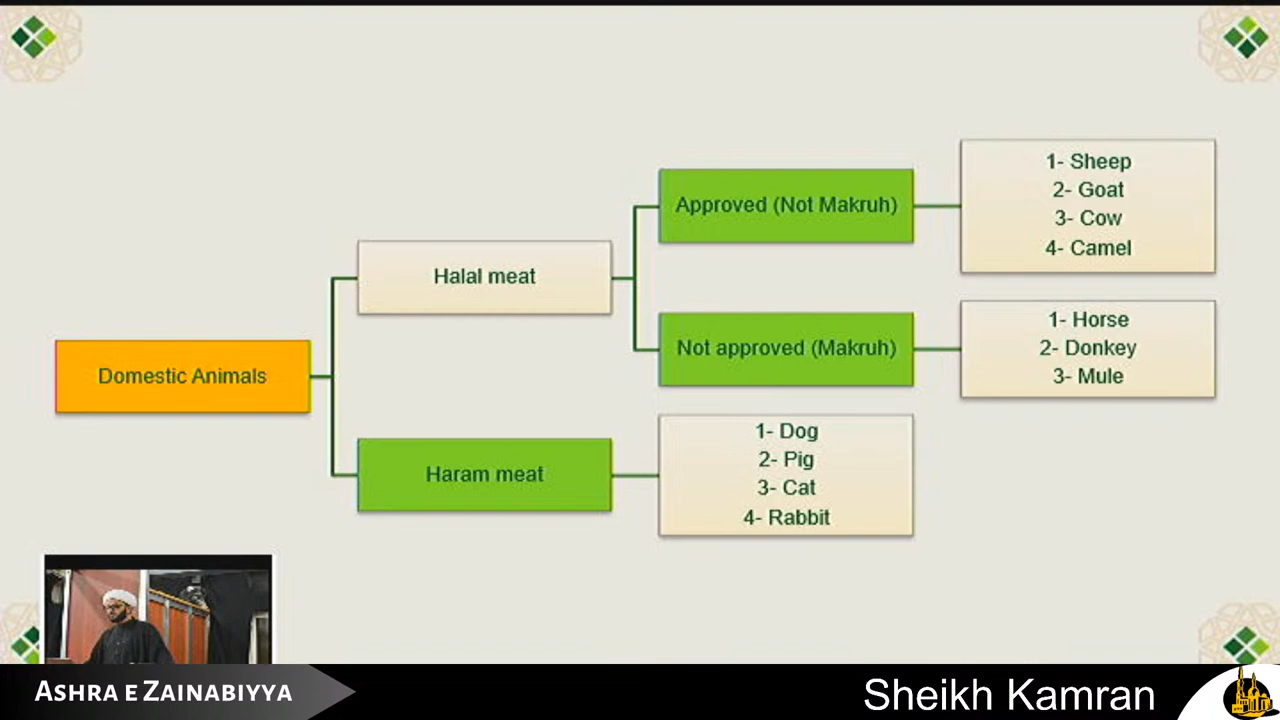 Domestic Animals
Halal meat
Approved (Not Makruh)
1- Sheep
2- Goat
3- Cow
4- Camel
Not approved (Makruh)
1- Horse
2- Donkey
3- Mule
Haram meat
1- Dog
2- Pig
3- Cat
4- Rabbit
ASHRA E ZAINABIYYA
Sheikh Kamran